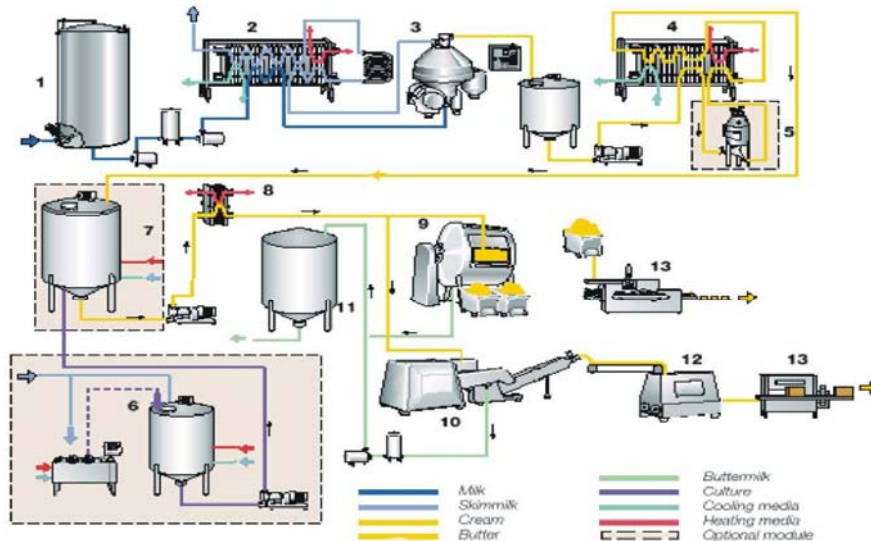 1
2
3
4
5
7
8
9
11
13
6
10
12
13
Milk
Skimmilk
Cream
Butter
Buttermilk
Culture
Cooling media
Heating media
Optional module